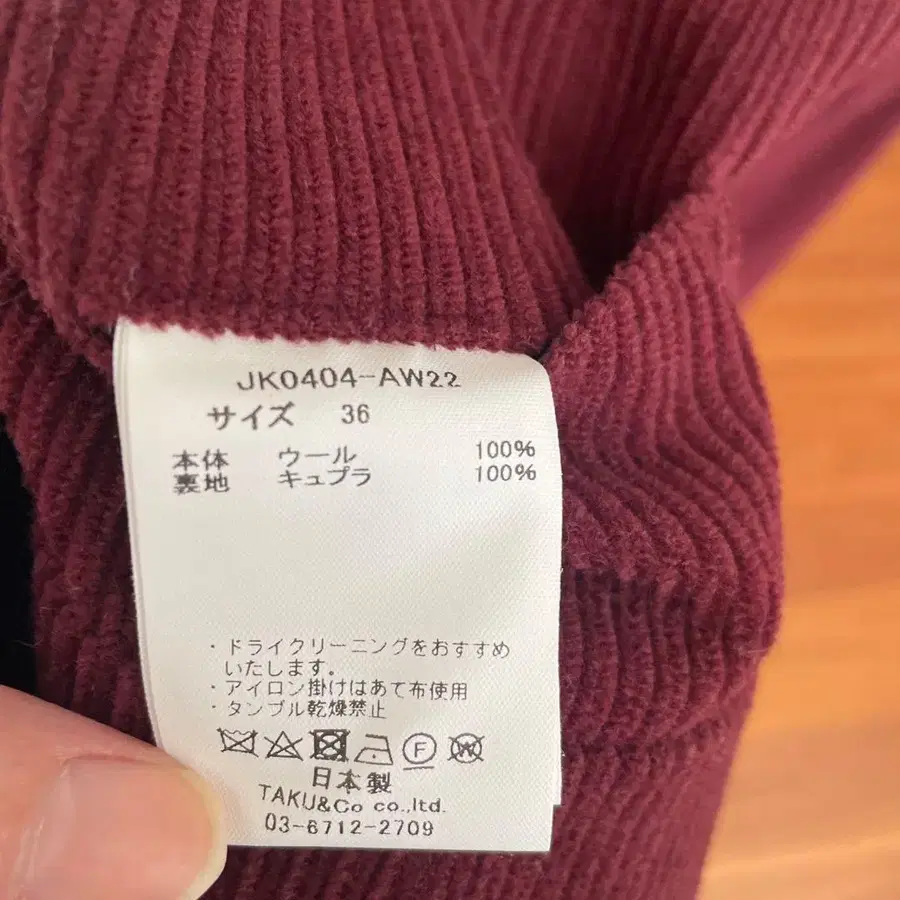 JK0404-AW22
サイズ 36
本体 ウール 100%
裏地 キュプラ 100%
・ドライクリーニングをおすすめ
いたします。
・アイロン掛けはあて布使用
・タンブル乾燥禁止
F W
日本製
TAKU&Co co.,ltd.
03-6712-2709